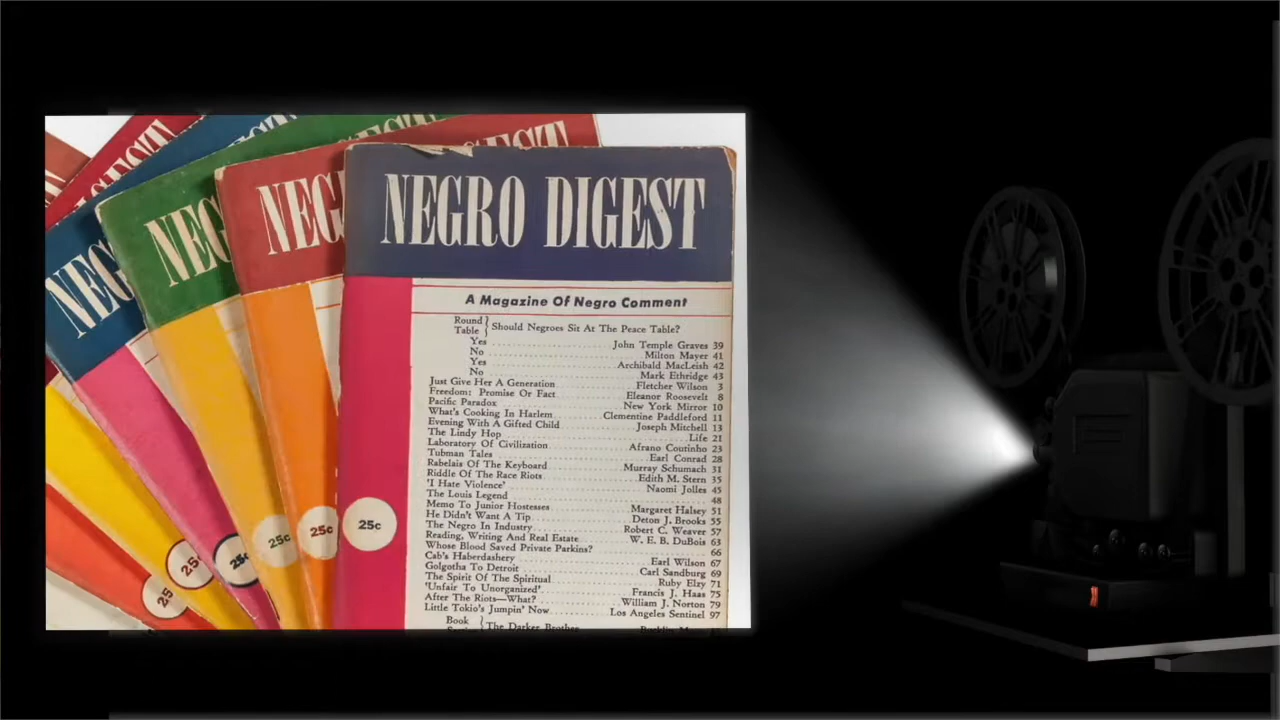 NEGRO DIGEST
A Magazine Of Negro Comment
Round Table Should Negroes Sit At The Peace Table?
Yes John Temple Graves 39
No Milton Mayer 41
Yes Archibald MacLeish 42
No Mark Ethridge 43
Just Give Her A Generation Fletcher Wilson 3
Freedom: Promise Or Fact Eleanor Roosevelt 8
Pacific Paradox New York Mirror 10
What's Cooking In Harlem Clementine Paddleford 11
Evening With A Gifted Child Joseph Mitchell 13
The Lindy Hop Life 21
Laboratory Of Civilization Afrano Coutinho 23
Tubman Tales Earl Conrad 28
Rabelais Of The Keyboard Murray Schumach 31
Riddle Of The Race Riots Edith M. Stern 35
'I Hate Violence' Naomi Jolles 45
The Louis Legend 48
Memo To Junior Hostesses Margaret Halsey 51
He Didn't Want A Tip Deton J. Brooks 55
The Negro In Industry Robert C. Weaver 57
Reading, Writing And Real Estate W. E. B. DuBois 63
Whose Blood Saved Private Parkins? 66
Cab's Haberdashery Earl Wilson 67
Golgotha To Detroit Carl Sandburg 69
The Spirit Of The Spiritual Ruby Elzy 71
'Unfair To Unorganized' Francis J. Haas 75
After The Riots—What? William J. Norton 79
Little Tokio's Jumpin' Now Los Angeles Sentinel 97
Book The Darker Brother
25c
25c
25c
25c
25
25